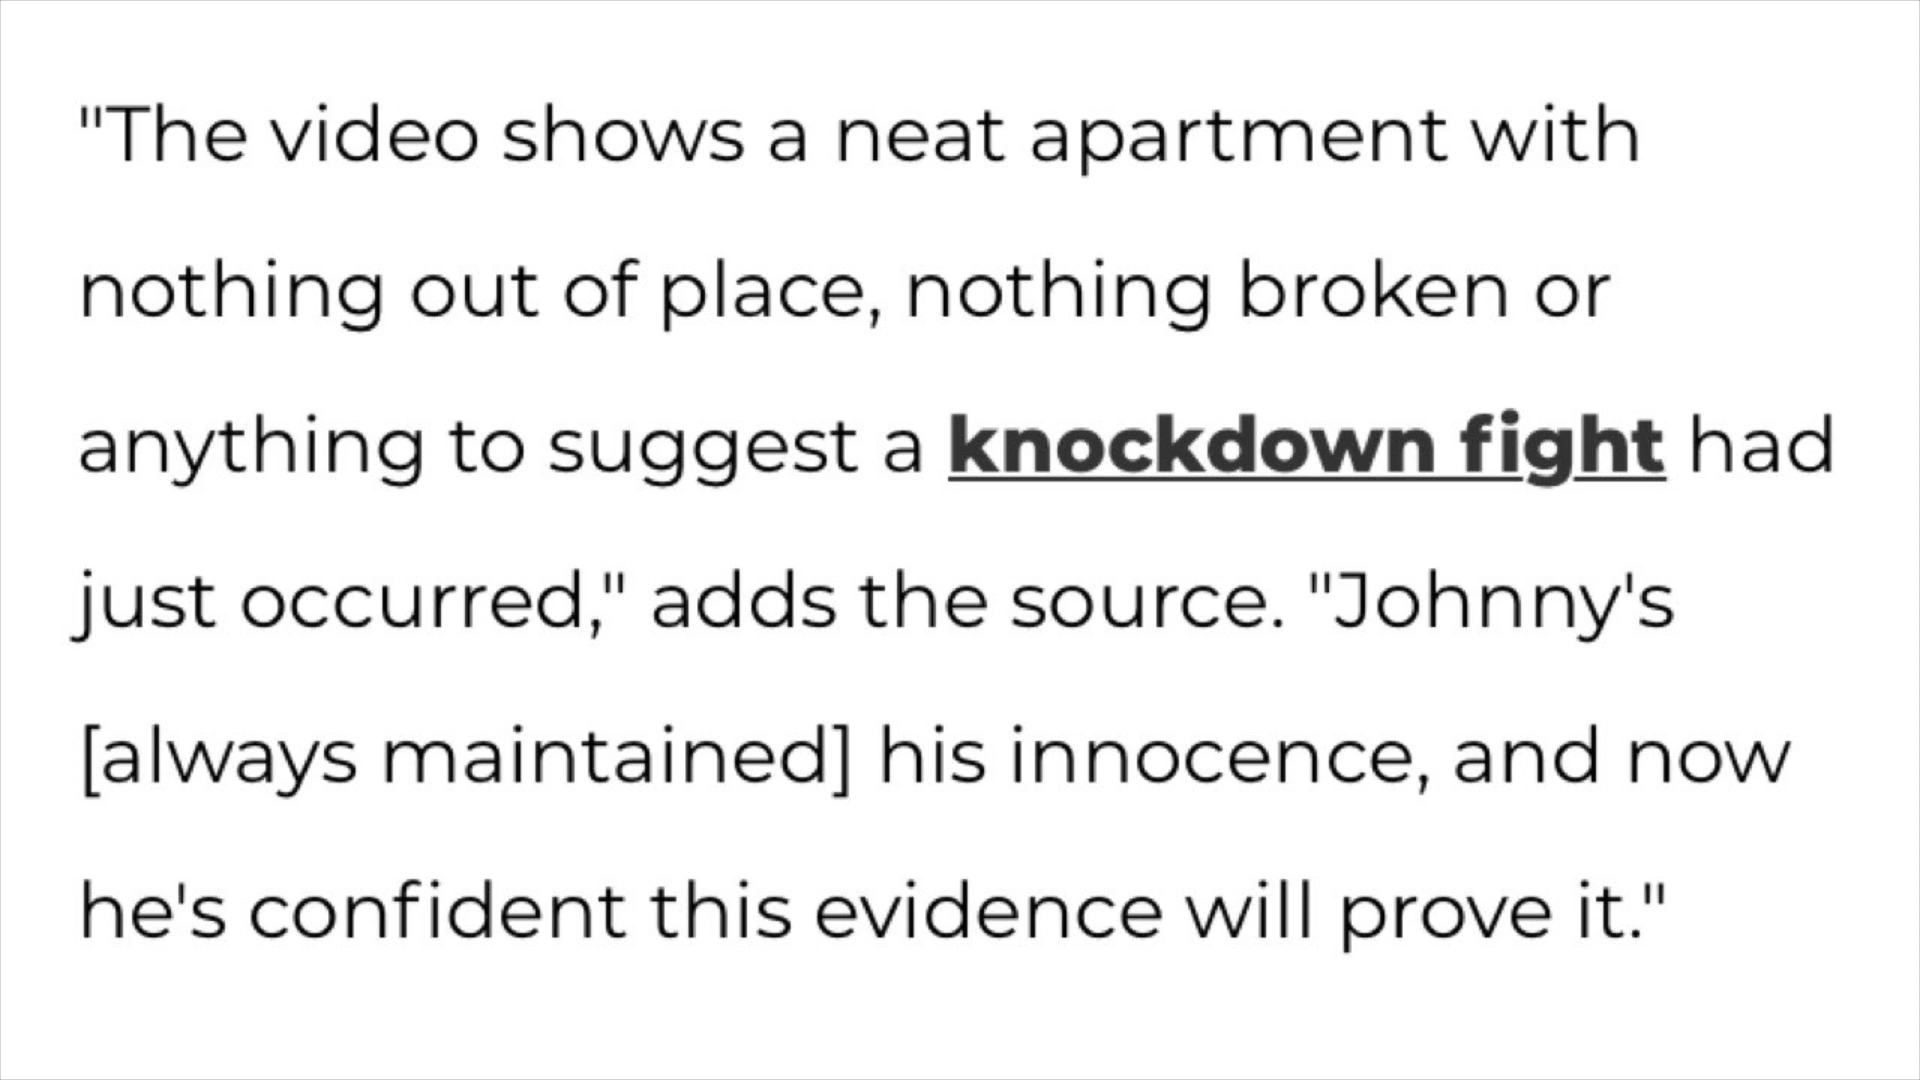 "The video shows a neat apartment with
nothing out of place, nothing broken or
anything to suggest a knockdown fight had
just occurred," adds the source. "Johnny's
[always maintained] his innocence, and now
he's confident this evidence will prove it."